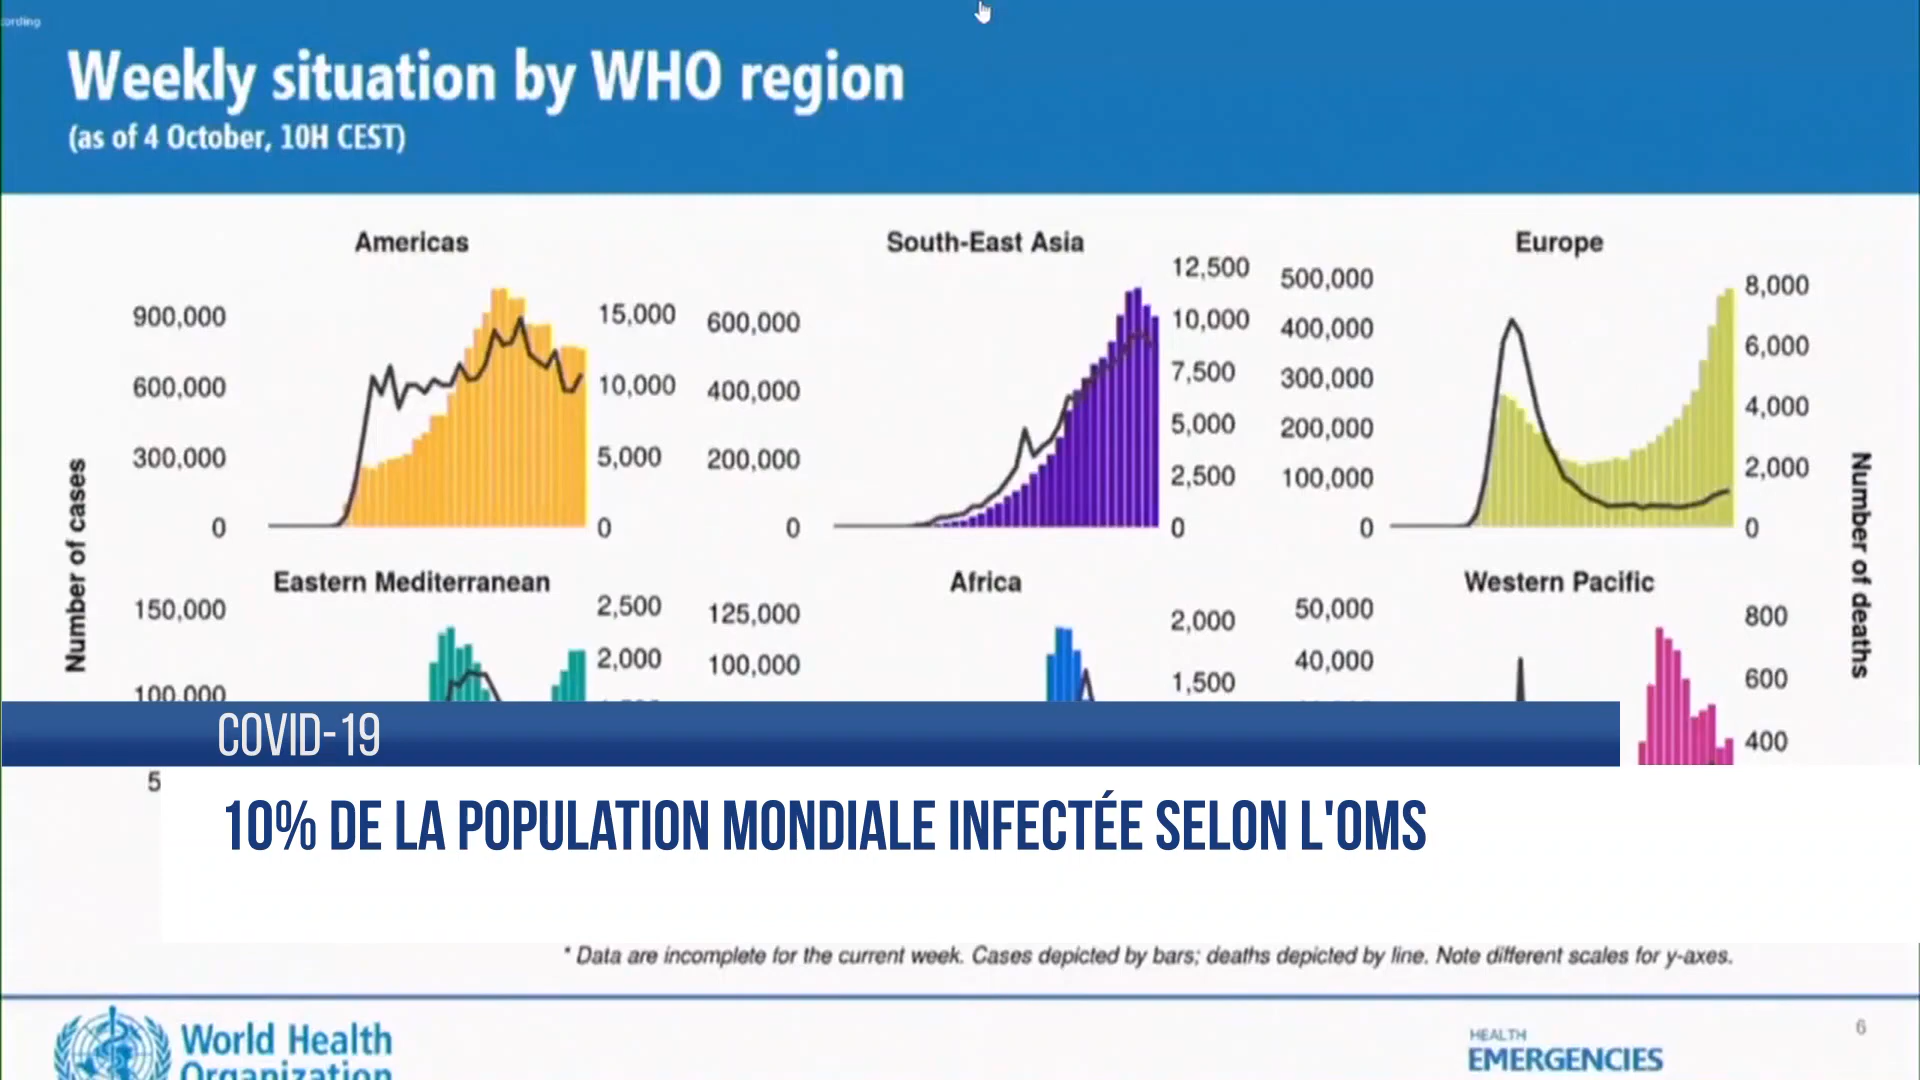 cording
Weekly situation by WHO region
(as of 4 October, 10H CEST)
Americas
South-East Asia
Europe
900,000
600,000
300,000
0
15,000
10,000
5,000
0
600,000
400,000
200,000
0
12,500
10,000
7,500
5,000
2,500
0
500,000
400,000
300,000
200,000
100,000
0
8,000
6,000
4,000
2,000
0
Number of cases
Number of deaths
Eastern Mediterranean
Africa
Western Pacific
150,000
100,000
5
2,500
2,000
125,000
100,000
2,000
1,500
50,000
40,000
800
600
400
COVID-19
10% DE LA POPULATION MONDIALE INFECTÉE SELON L'OMS
* Data are incomplete for the current week. Cases depicted by bars; deaths depicted by line. Note different scales for y-axes.
World Health
Organization
HEALTH
EMERGENCIES
6